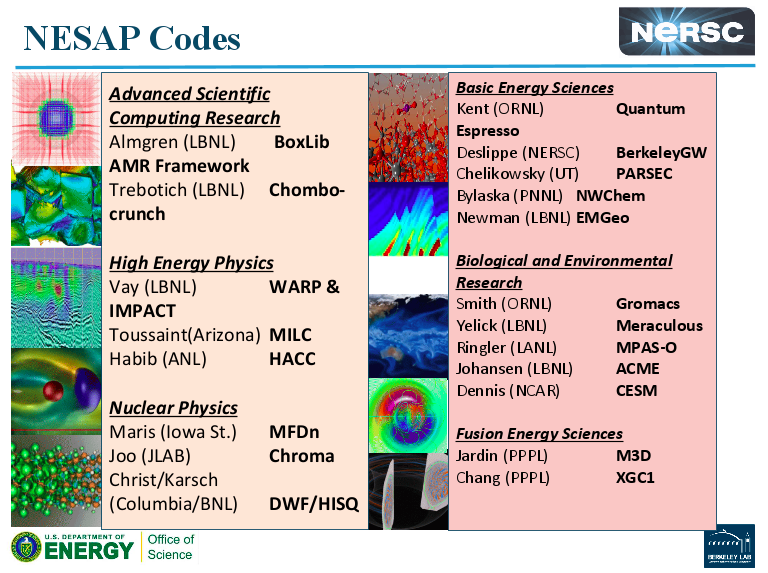 NESAP Codes
NERSC
Advanced Scientific
Computing Research
Almgren (LBNL) BoxLib
AMR Framework
Trebotich (LBNL) Chombo-
crunch
High Energy Physics
Vay (LBNL) WARP &
IMPACT
Toussaint(Arizona) MILC
Habib (ANL) HACC
Nuclear Physics
Maris (Iowa St.) MFDn
Joo (JLAB) Chroma
Christ/Karsch
(Columbia/BNL) DWF/HISQ
Basic Energy Sciences
Kent (ORNL) Quantum
Espresso
Deslippe (NERSC) BerkeleyGW
Chelikowsky (UT) PARSEC
Bylaska (PNNL) NWChem
Newman (LBNL) EMGeo
Biological and Environmental
Research
Smith (ORNL) Gromacs
Yelick (LBNL) Meraculous
Ringler (LANL) MPAS-O
Johansen (LBNL) ACME
Dennis (NCAR) CESM
Fusion Energy Sciences
Jardin (PPPL) M3D
Chang (PPPL) XGC1
U.S. DEPARTMENT OF
ENERGY
Office of
Science
BERKELEY LAB